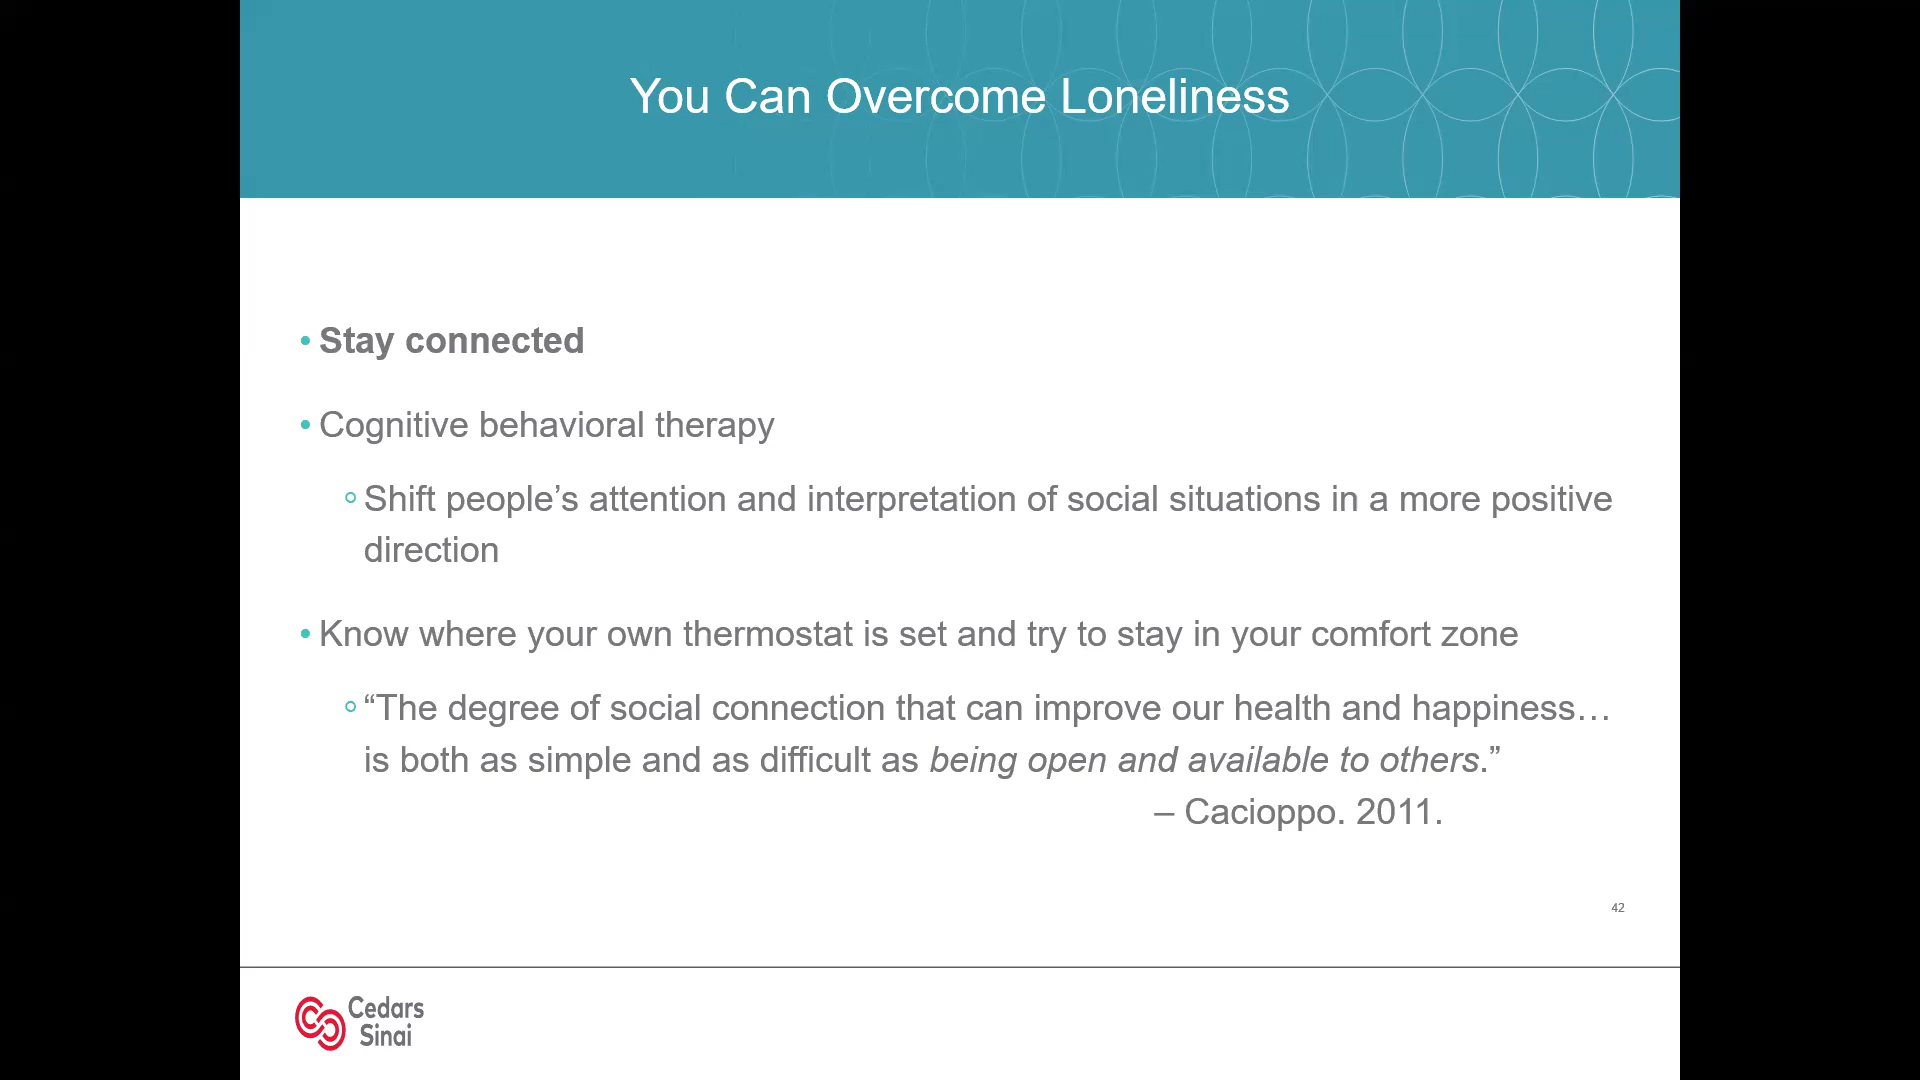 You Can Overcome Loneliness
• Stay connected
• Cognitive behavioral therapy
◦ Shift people’s attention and interpretation of social situations in a more positive
direction
• Know where your own thermostat is set and try to stay in your comfort zone
◦ “The degree of social connection that can improve our health and happiness…
is both as simple and as difficult as being open and available to others.”
– Cacioppo. 2011.
42
Cedars
Sinai